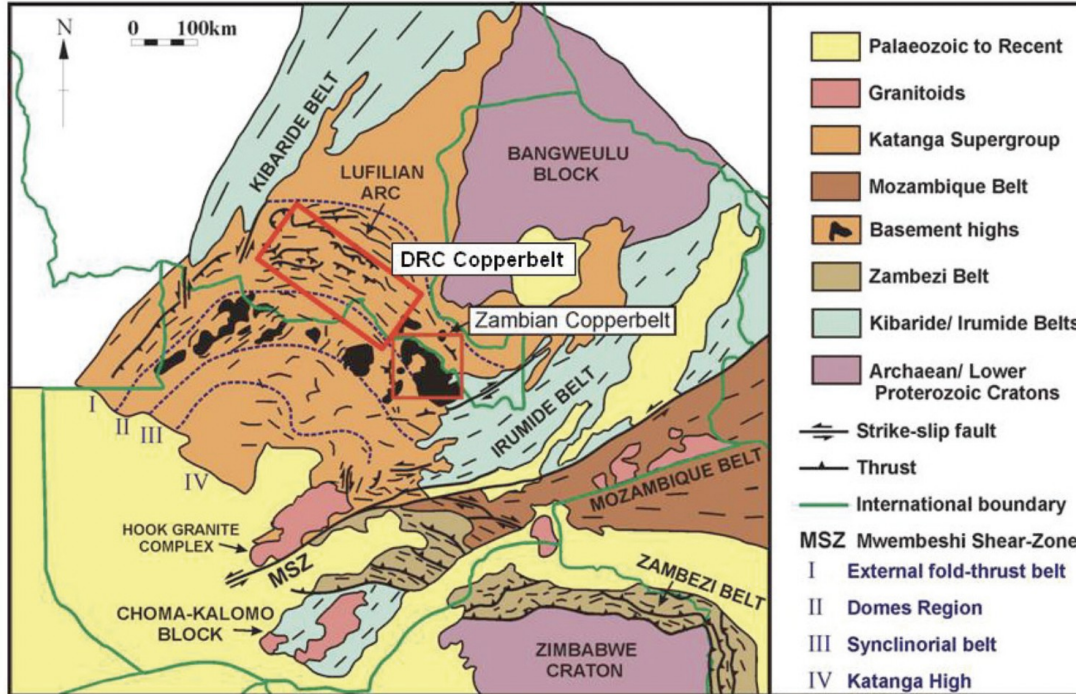 N
0 100km
KIBARIDE BELT
LUFILIAN
ARC
BANGWEULU
BLOCK
DRC Copperbelt
Zambian Copperbelt
IRUMIDE BELT
I
II
III
IV
MOZAMBIQUE BELT
HOOK GRANITE
COMPLEX
MSZ
CHOMA-KALOMO
BLOCK
ZAMBEZI BELT
ZIMBABWE
CRATON
Palaeozoic to Recent
Granitoids
Katanga Supergroup
Mozambique Belt
Basement highs
Zambezi Belt
Kibaride/ Irumide Belts
Archaean/ Lower
Proterozoic Cratons
Strike-slip fault
Thrust
International boundary
MSZ Mwembeshi Shear-Zone
I External fold-thrust belt
II Domes Region
III Synclinorial belt
IV Katanga High